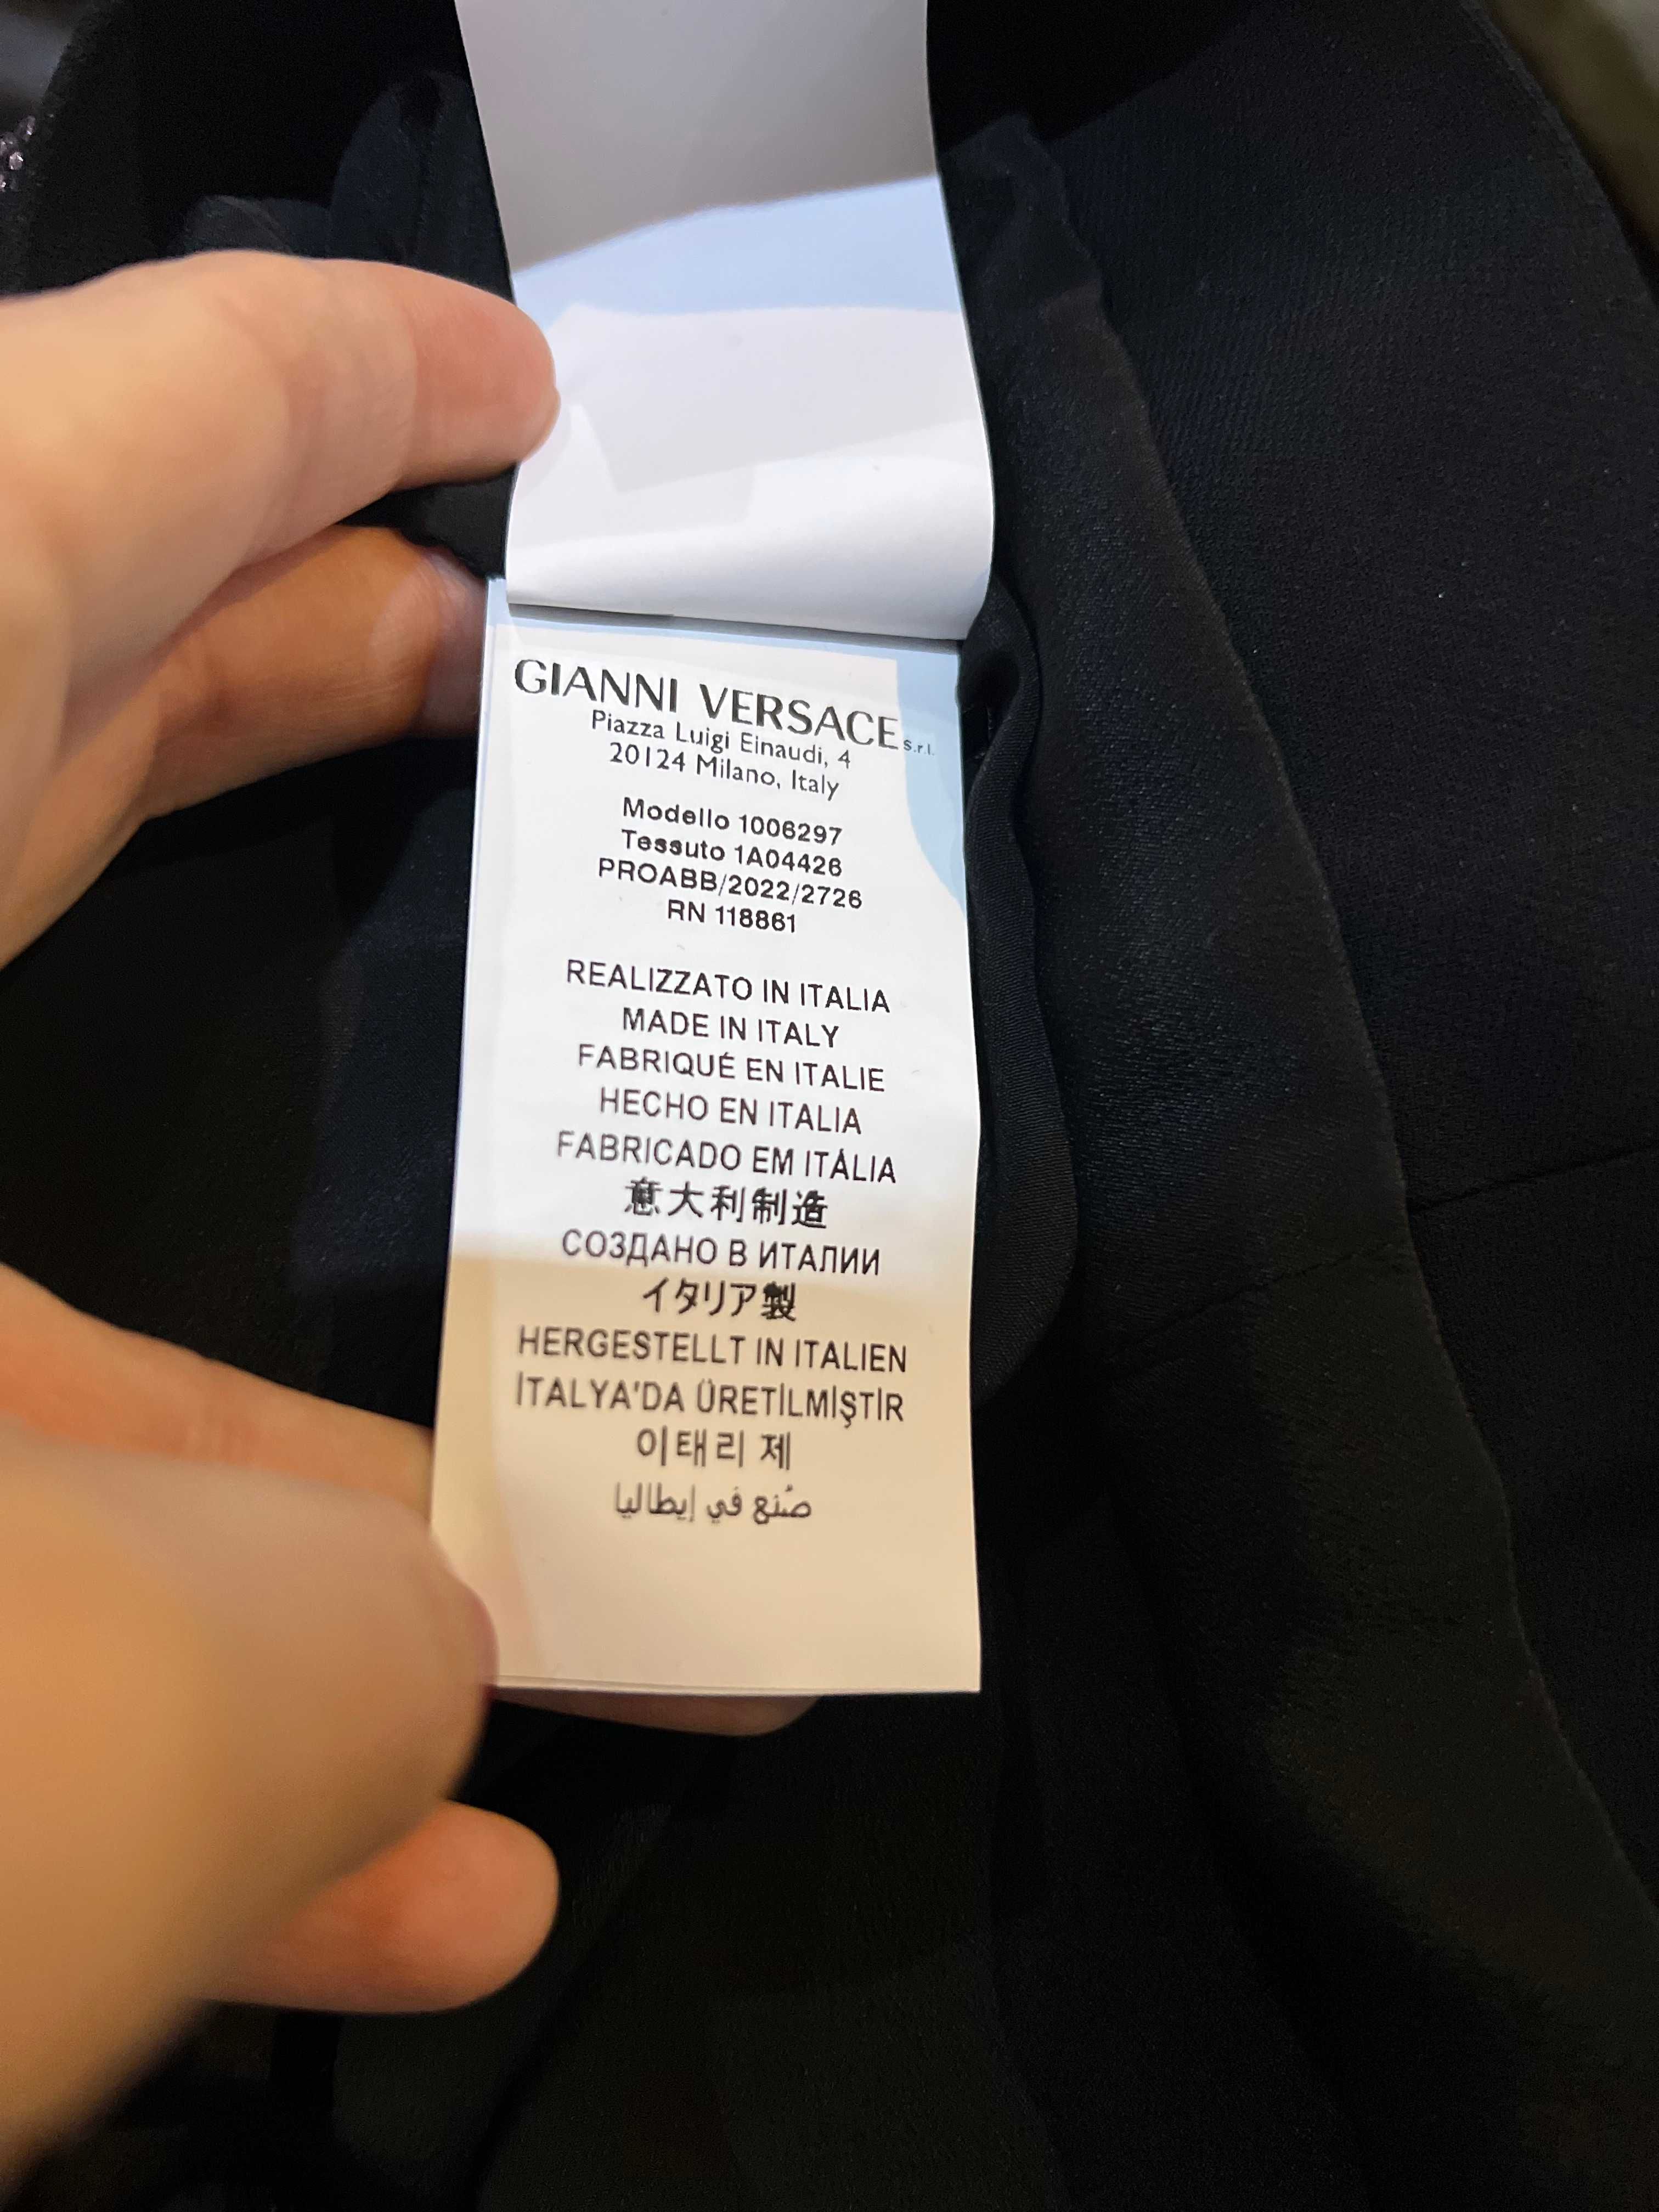 GIANNI VERSACE s.r.l.
Piazza Luigi Einaudi, 4
20124 Milano, Italy
Modello 1006297
Tessuto 1A04426
PROABB/2022/2726
RN 118861
REALIZZATO IN ITALIA
MADE IN ITALY
FABRIQUÉ EN ITALIE
HECHO EN ITALIA
FABRICADO EM ITÁLIA
意大利制造
СОЗДАНО В ИТАЛИИ
イタリア製
HERGESTELLT IN ITALIEN
İTALYA'DA ÜRETİLMİŞTİR
이태리 제
صُنع في إيطاليا